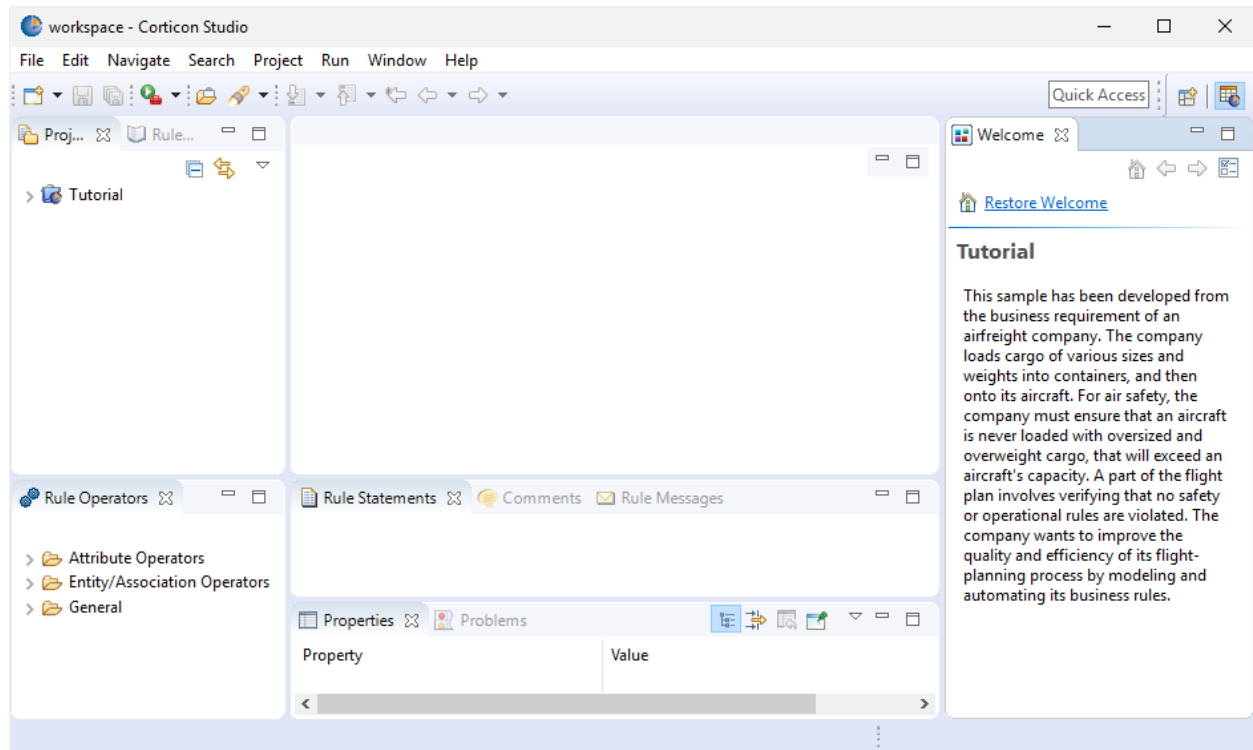 workspace - Corticon Studio
File Edit Navigate Search Project Run Window Help
Quick Access
Proj... Rule...
Tutorial
Welcome
Restore Welcome
Tutorial
This sample has been developed from
the business requirement of an
airfreight company. The company
loads cargo of various sizes and
weights into containers, and then
onto its aircraft. For air safety, the
company must ensure that an aircraft
is never loaded with oversized and
overweight cargo, that will exceed an
aircraft's capacity. A part of the flight
plan involves verifying that no safety
or operational rules are violated. The
company wants to improve the
quality and efficiency of its flight-
planning process by modeling and
automating its business rules.
Rule Operators
Attribute Operators
Entity/Association Operators
General
Rule Statements Comments Rule Messages
Properties Problems
Property Value